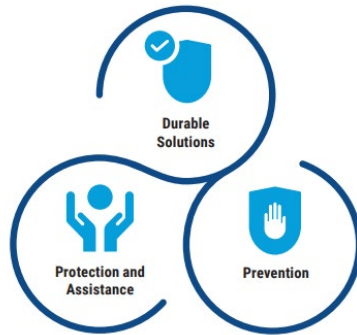 Durable
Solutions
Protection and
Assistance
Prevention